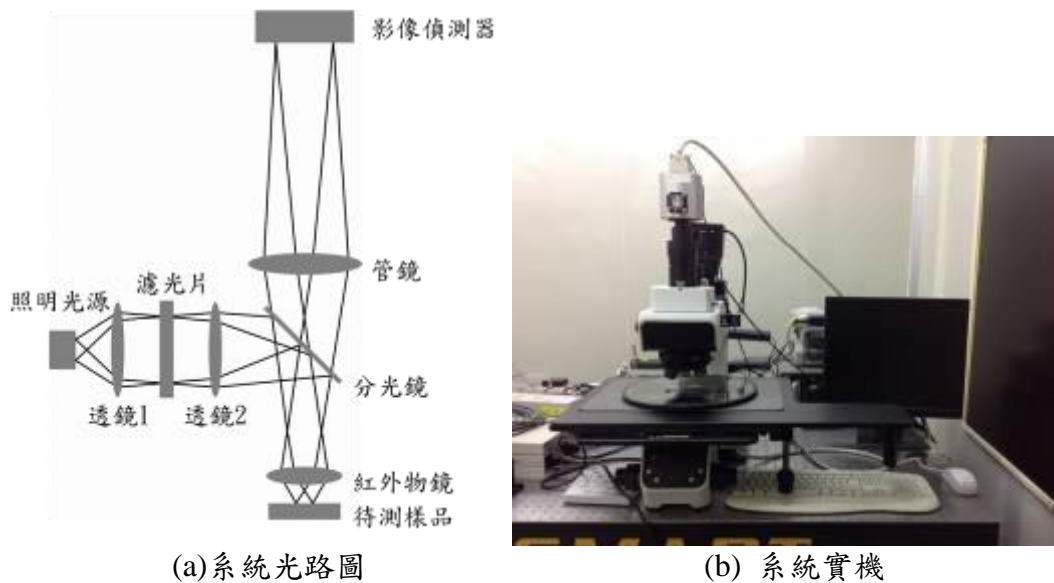 影像偵測器
管鏡
濾光片
照明光源
分光鏡
透鏡1
透鏡2
紅外物鏡
待測樣品
(a)系統光路圖
(b) 系統實機